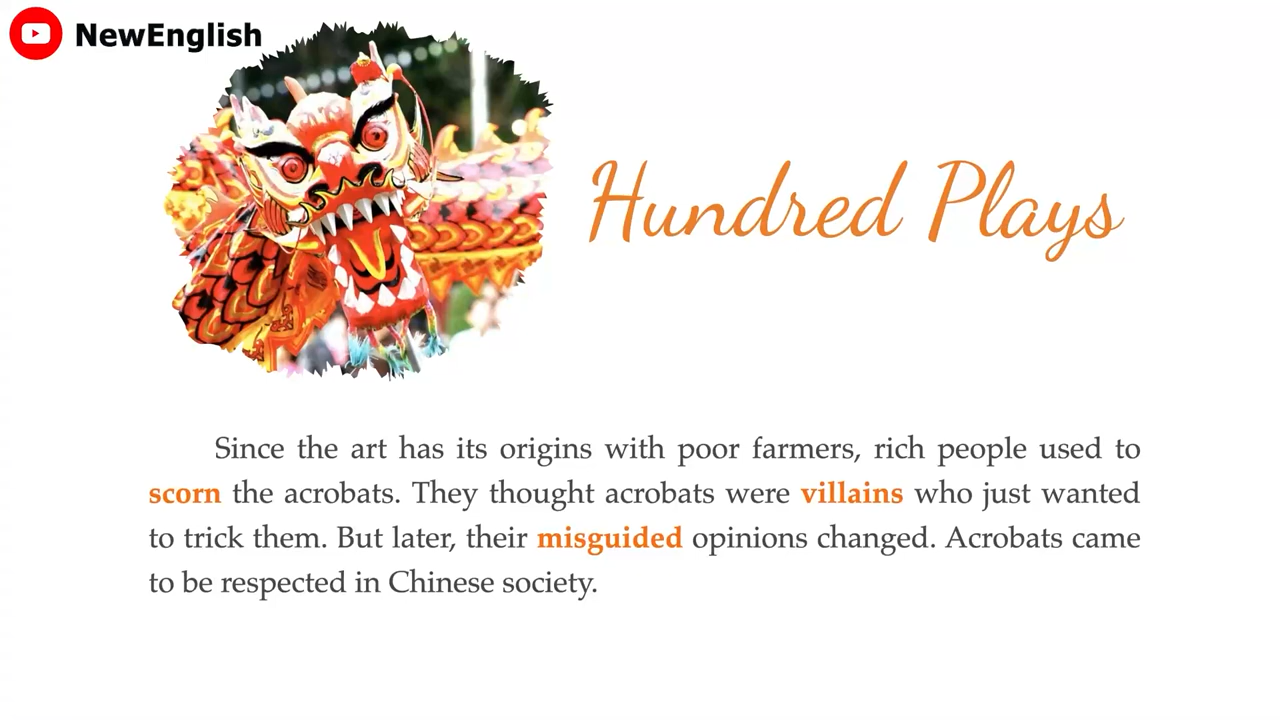 NewEnglish
Hundred Plays
Since the art has its origins with poor farmers, rich people used to
scorn the acrobats. They thought acrobats were villains who just wanted
to trick them. But later, their misguided opinions changed. Acrobats came
to be respected in Chinese society.